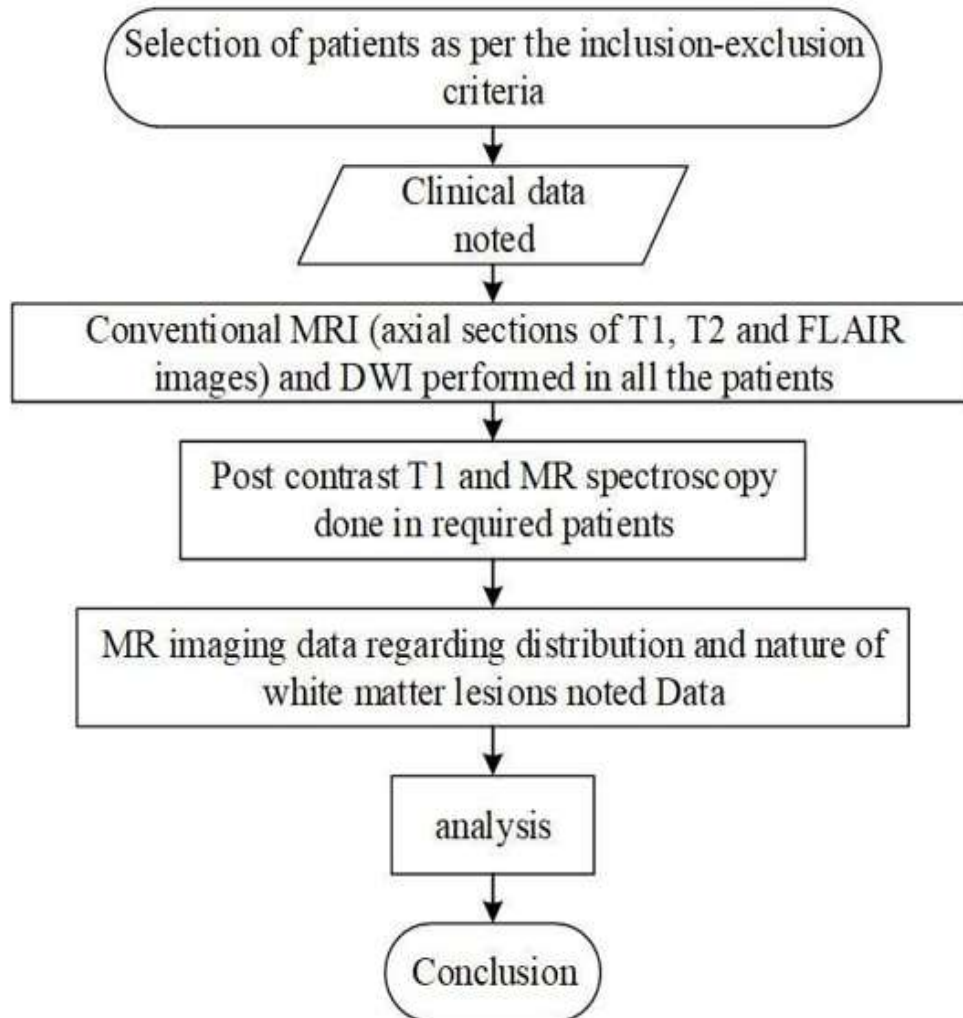 Selection of patients as per the inclusion-exclusion
criteria
Clinical data
noted
Conventional MRI (axial sections of T1, T2 and FLAIR
images) and DWI performed in all the patients
Post contrast T1 and MR spectroscopy
done in required patients
MR imaging data regarding distribution and nature of
white matter lesions noted Data
analysis
Conclusion